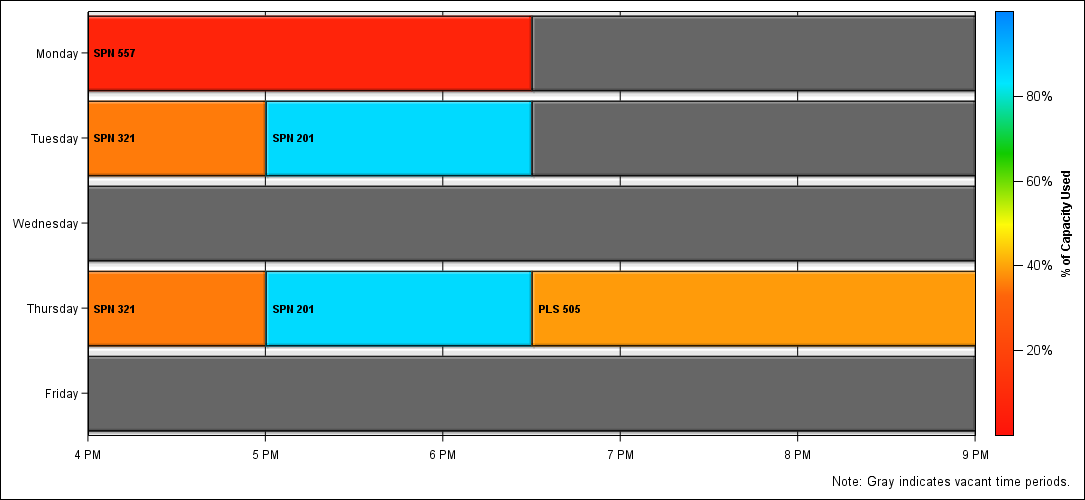 Monday
SPN 557
Tuesday
SPN 321
SPN 201
Wednesday
Thursday
SPN 321
SPN 201
PLS 505
Friday
4 PM
5 PM
6 PM
7 PM
8 PM
9 PM
80%
60%
40%
20%
% of Capacity Used
Note: Gray indicates vacant time periods.